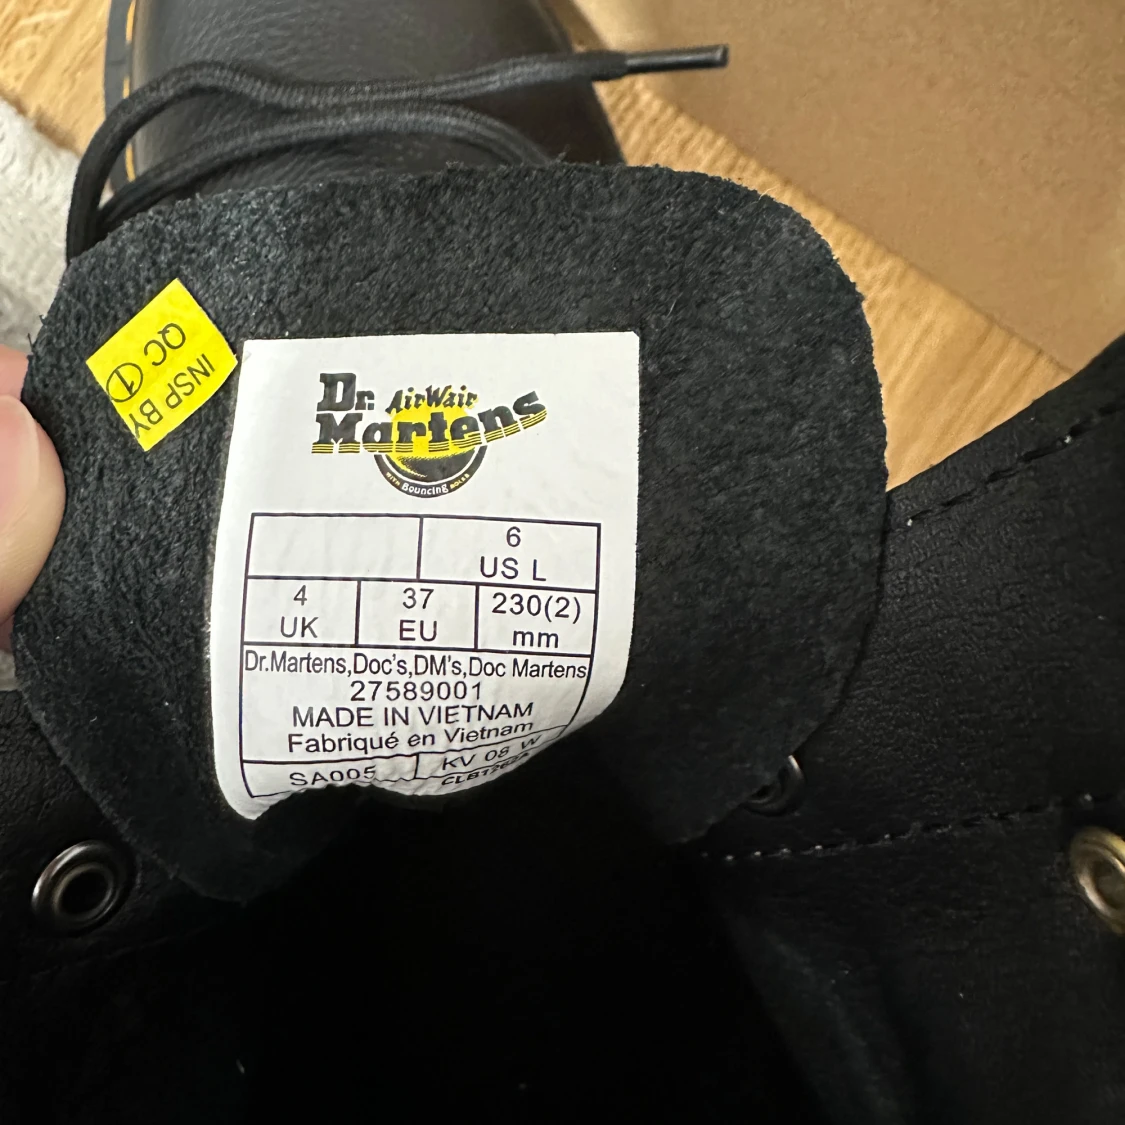 INSP BY
QC 1
Dr. AirWair
Martens
WITH Bouncing SOLES
6
US L
4
UK
37
EU
230(2)
mm
Dr.Martens,Doc's,DM's,Doc Martens
27589001
MADE IN VIETNAM
Fabriqué en Vietnam
SA005
KV 08 W